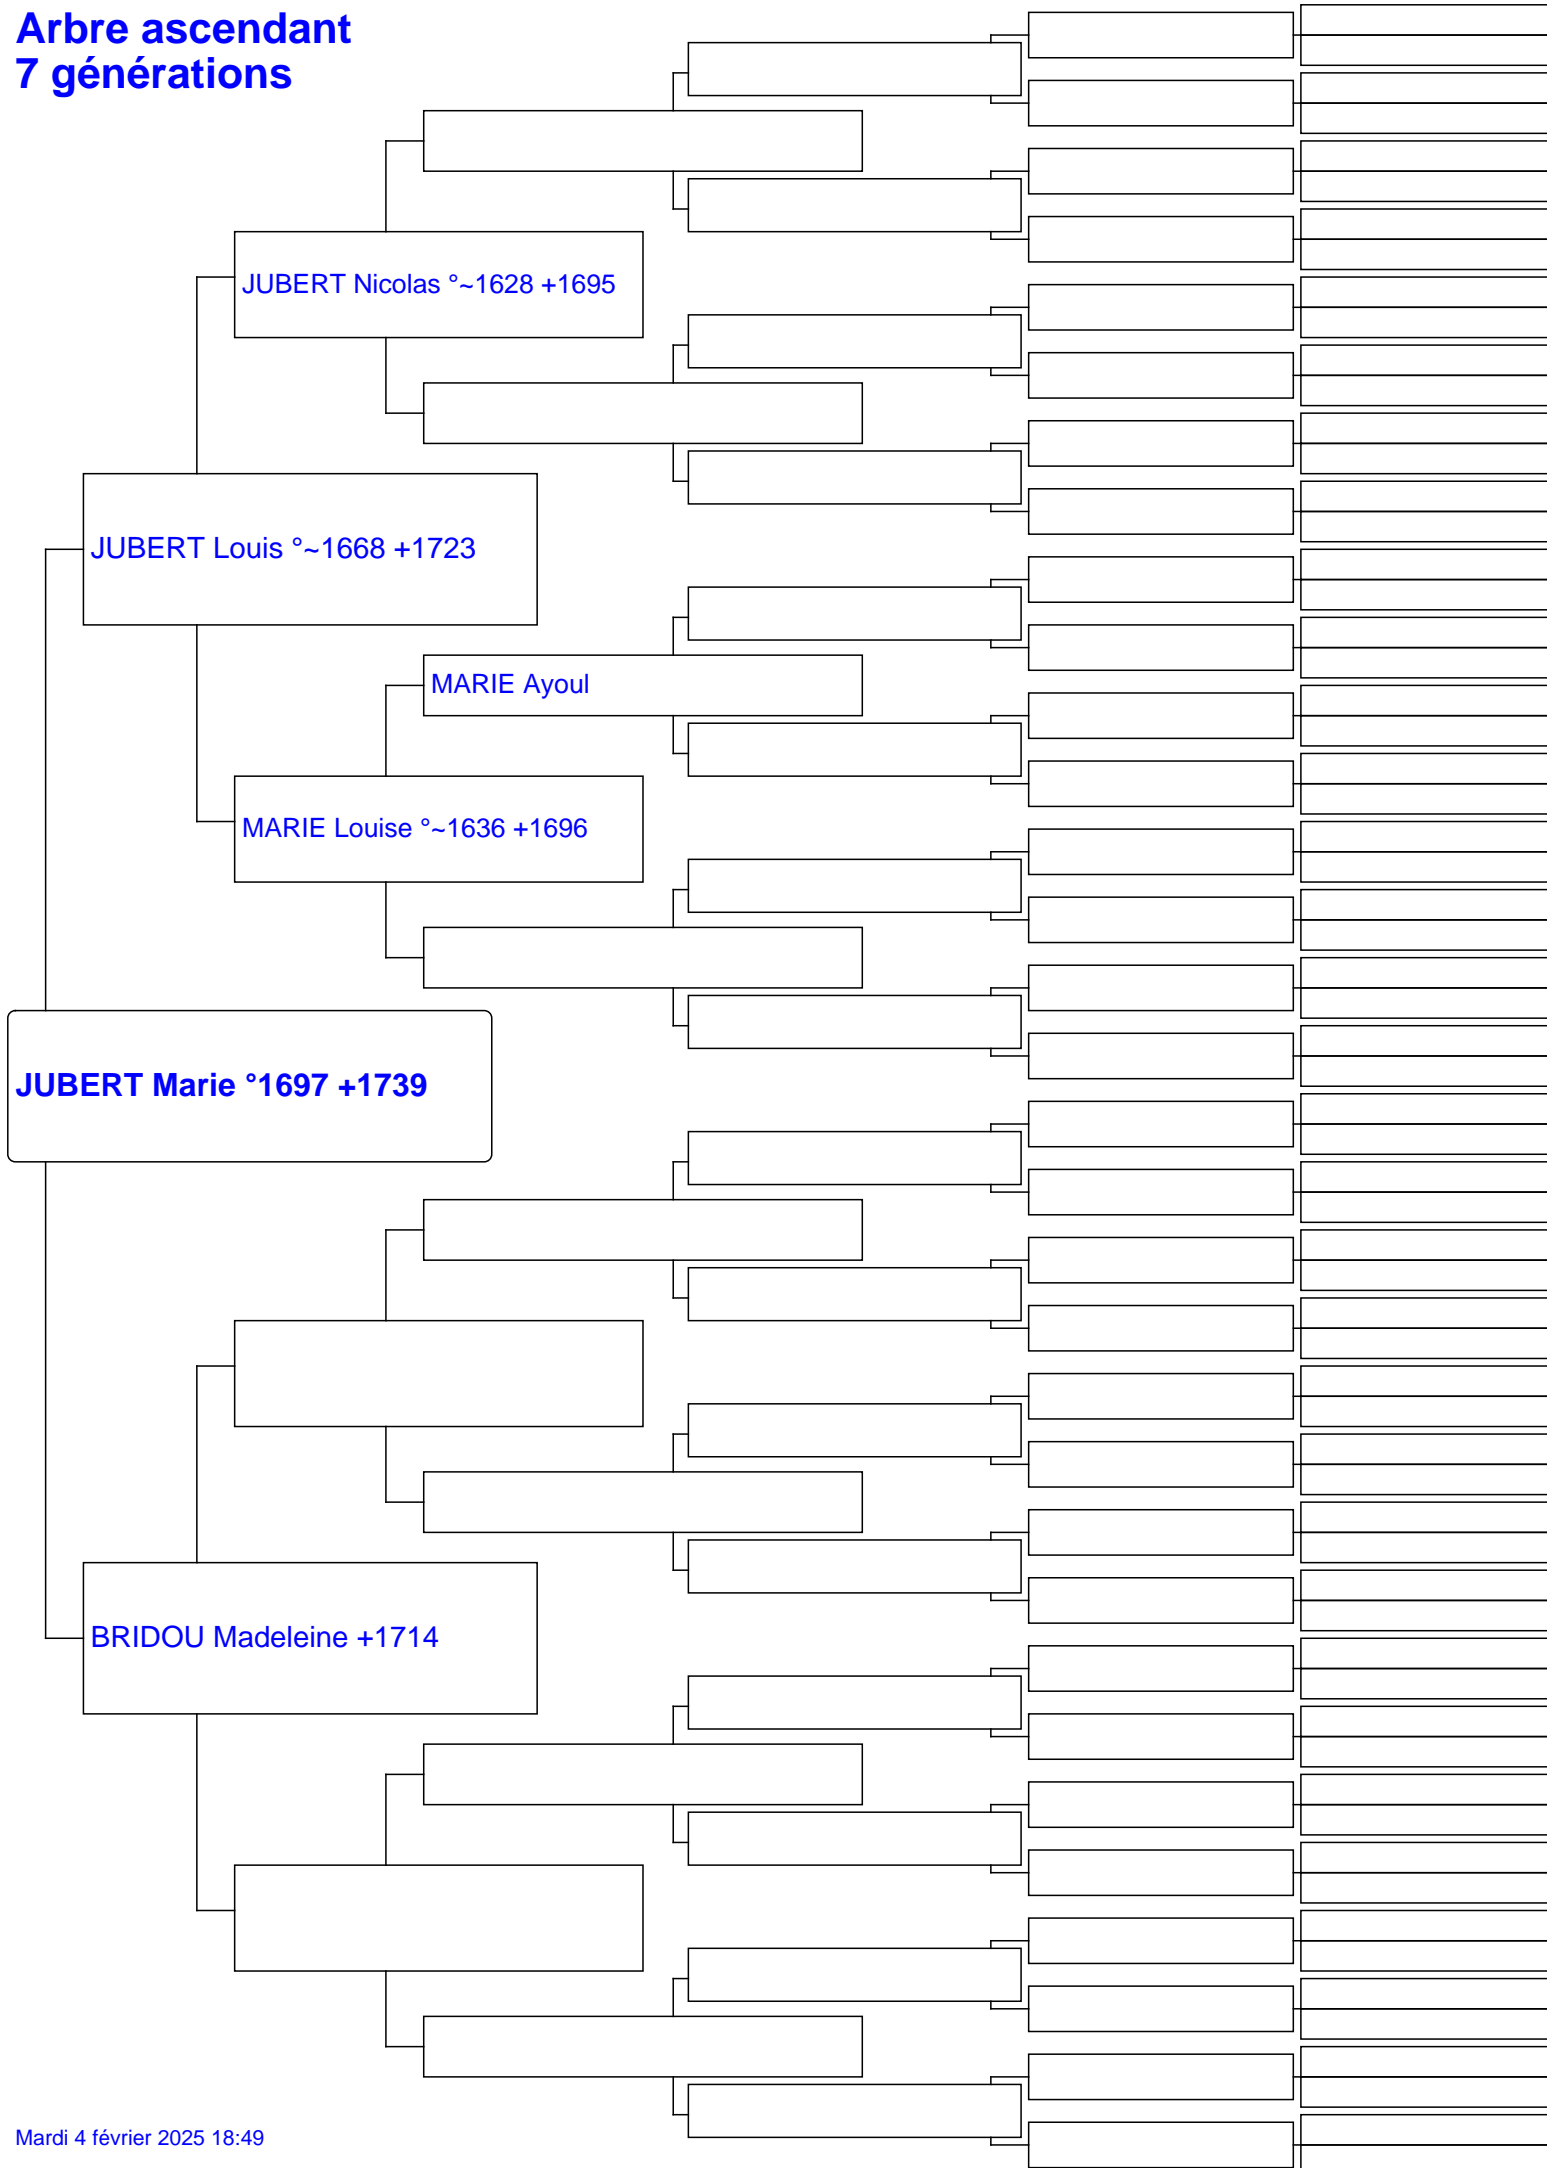 Arbre ascendant
7 générations
JUBERT Nicolas °~1628 +1695
JUBERT Louis °~1668 +1723
MARIE Ayoul
MARIE Louise °~1636 +1696
JUBERT Marie °1697 +1739
BRIDOU Madeleine +1714
Mardi 4 février 2025 18:49